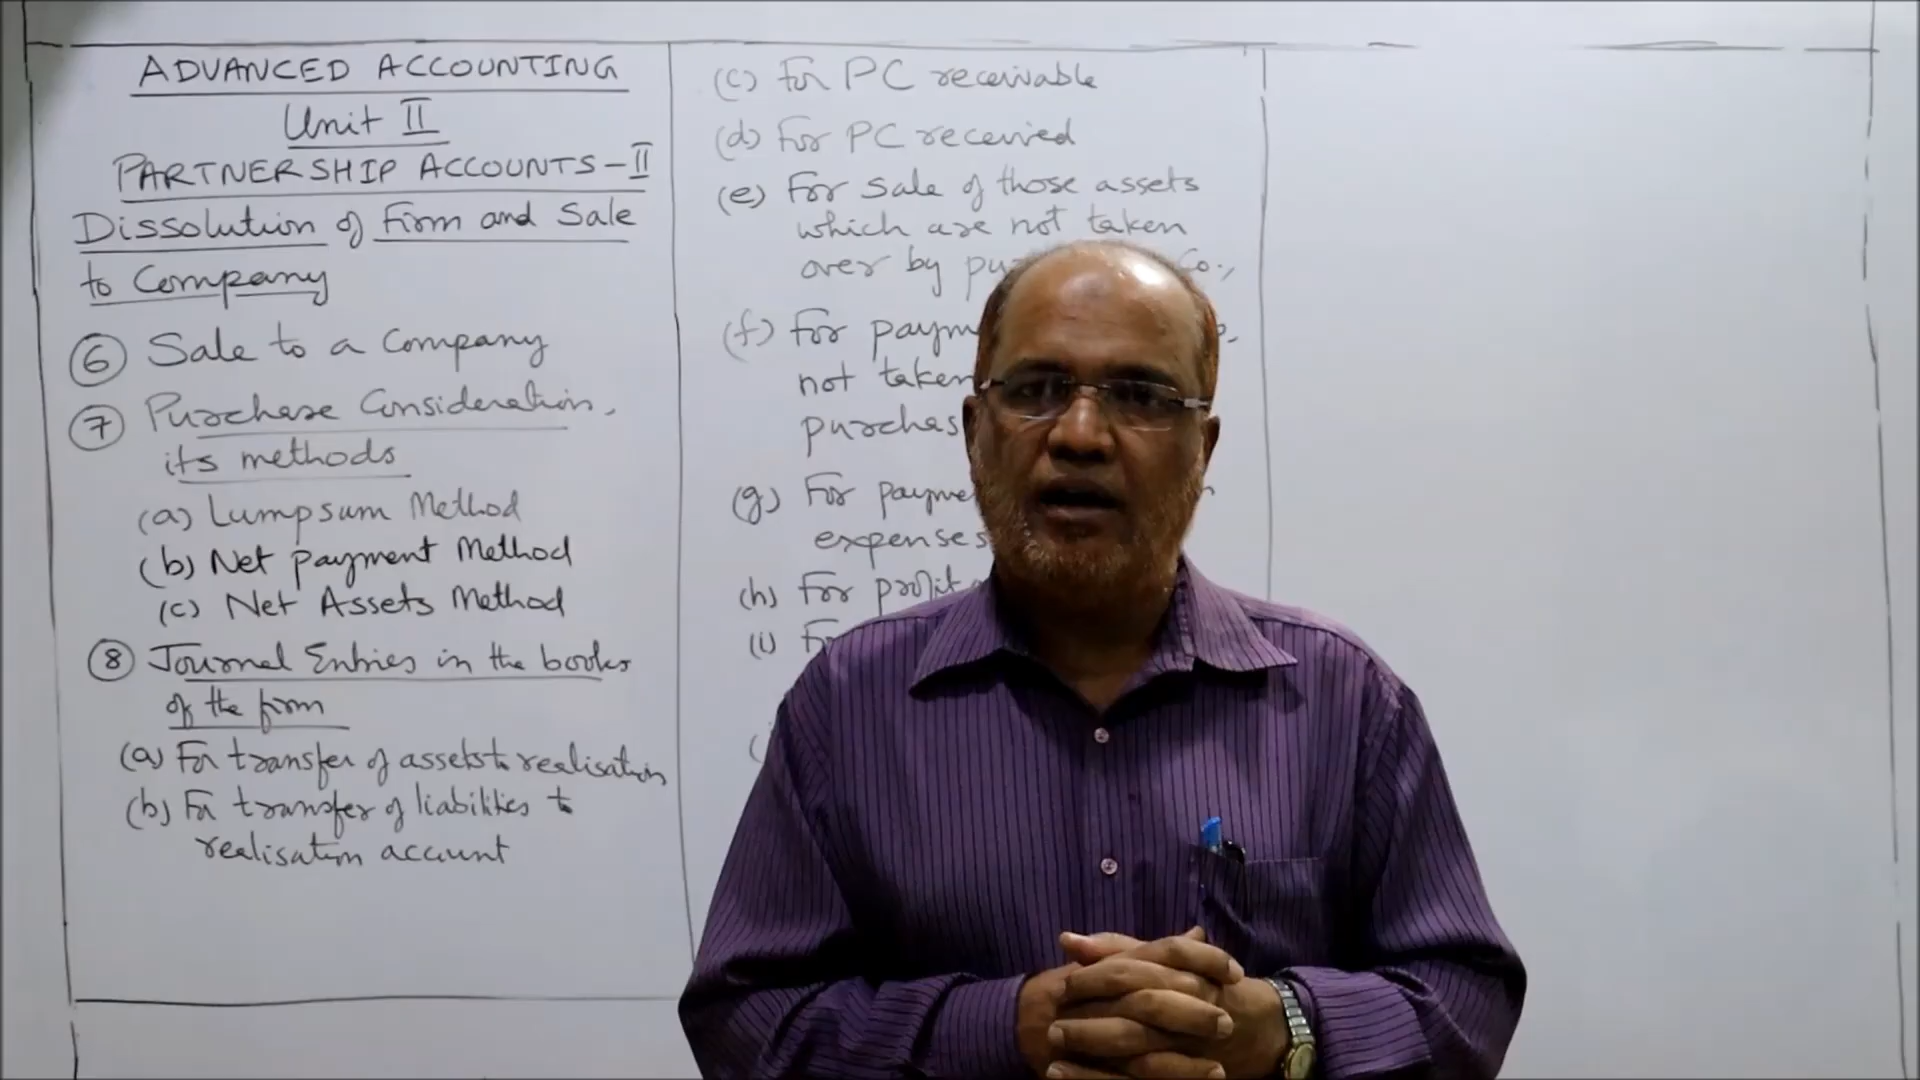 ADVANCED ACCOUNTING
Unit II
PARTNERSHIP ACCOUNTS-II
Dissolution of Firm and Sale
to Company
6 Sale to a Company
7 Purchase Consideration,
its methods
(a) Lumpsum Method
(b) Net payment Method
(c) Net Assets Method
8 Journal Entries in the books
of the firm
(a) For transfer of assets to realisation
(b) For transfer of liabilities to
realisation account
(c) For PC receivable
(d) For PC received
(e) For sale of those assets
which are not taken
over by Co.,
(f) For
not taken
(g) For
expenses
(h) For profit
(i)